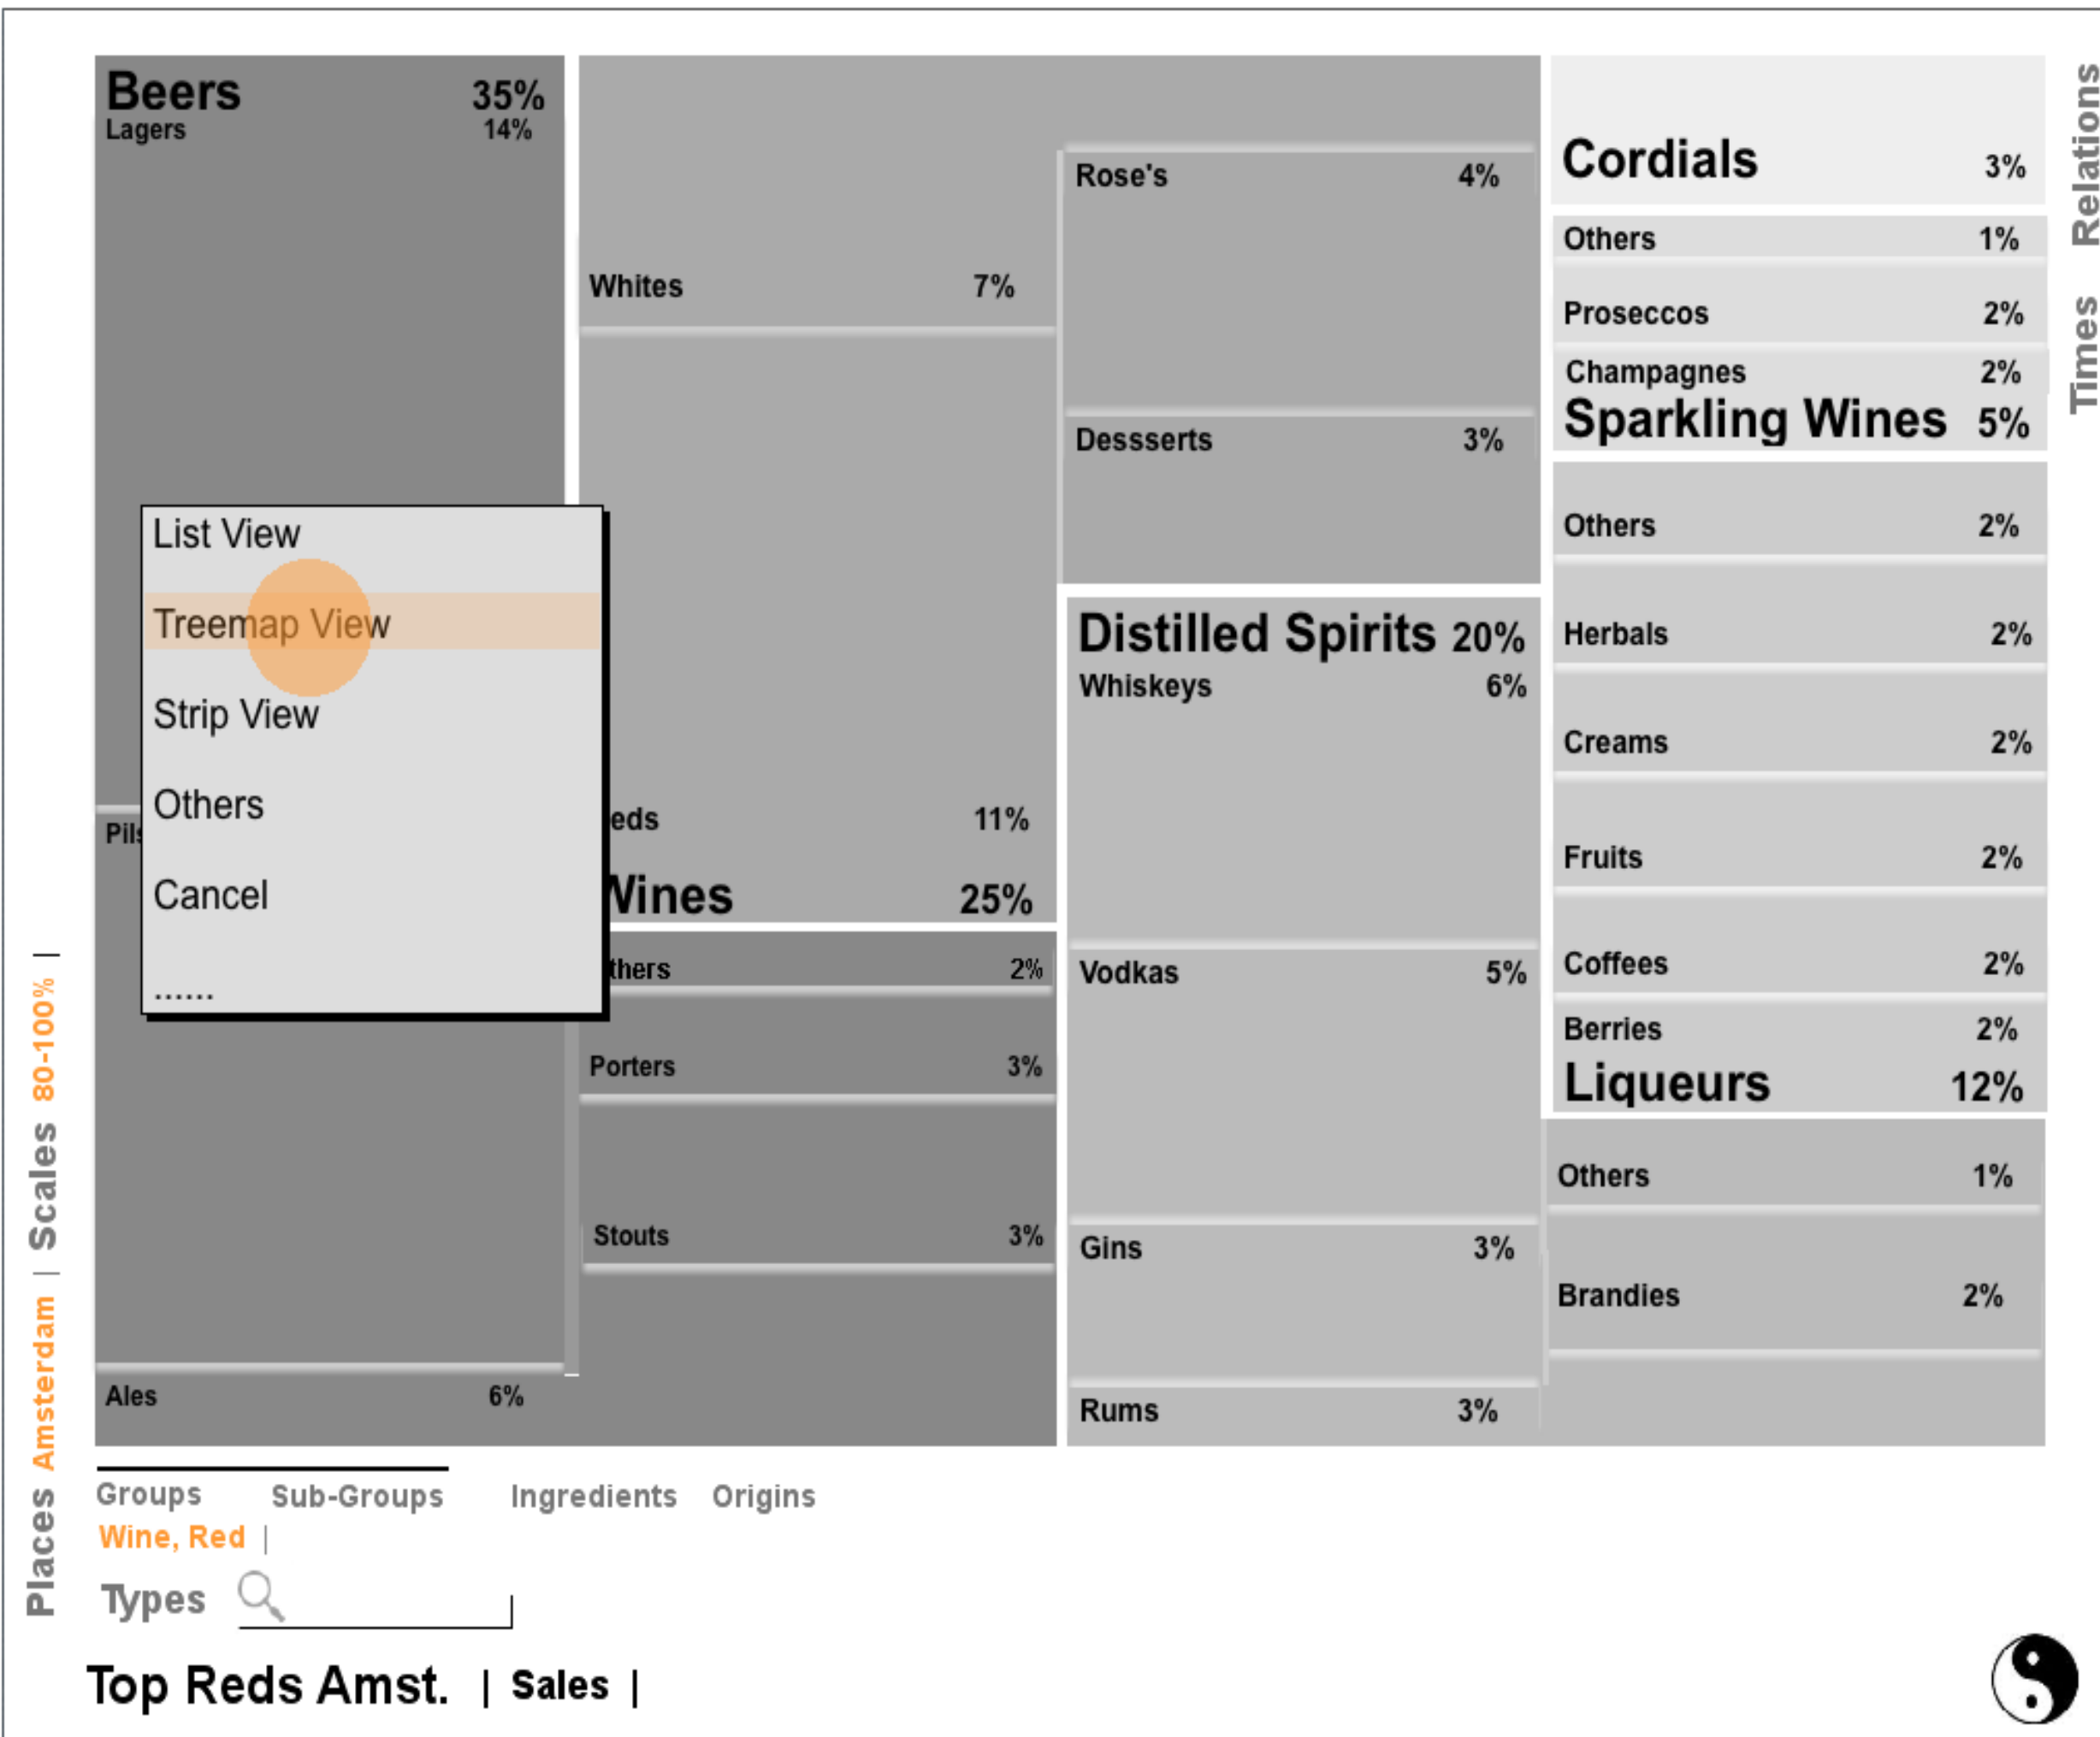 Beers 35%
Lagers 14%
Pils
Ales 6%
List View
Treemap View
Strip View
Others
Cancel
......
Whites 7%
eds 11%
Wines 25%
thers 2%
Porters 3%
Stouts 3%
Rose's 4%
Dessserts 3%
Distilled Spirits 20%
Whiskeys 6%
Vodkas 5%
Gins 3%
Rums 3%
Cordials 3%
Others 1%
Proseccos 2%
Champagnes 2%
Sparkling Wines 5%
Others 2%
Herbals 2%
Creams 2%
Fruits 2%
Coffees 2%
Berries 2%
Liqueurs 12%
Others 1%
Brandies 2%
Times Relations
Places Amsterdam | Scales 80-100% |
Groups Sub-Groups Ingredients Origins
Wine, Red |
Types
Top Reds Amst. | Sales |